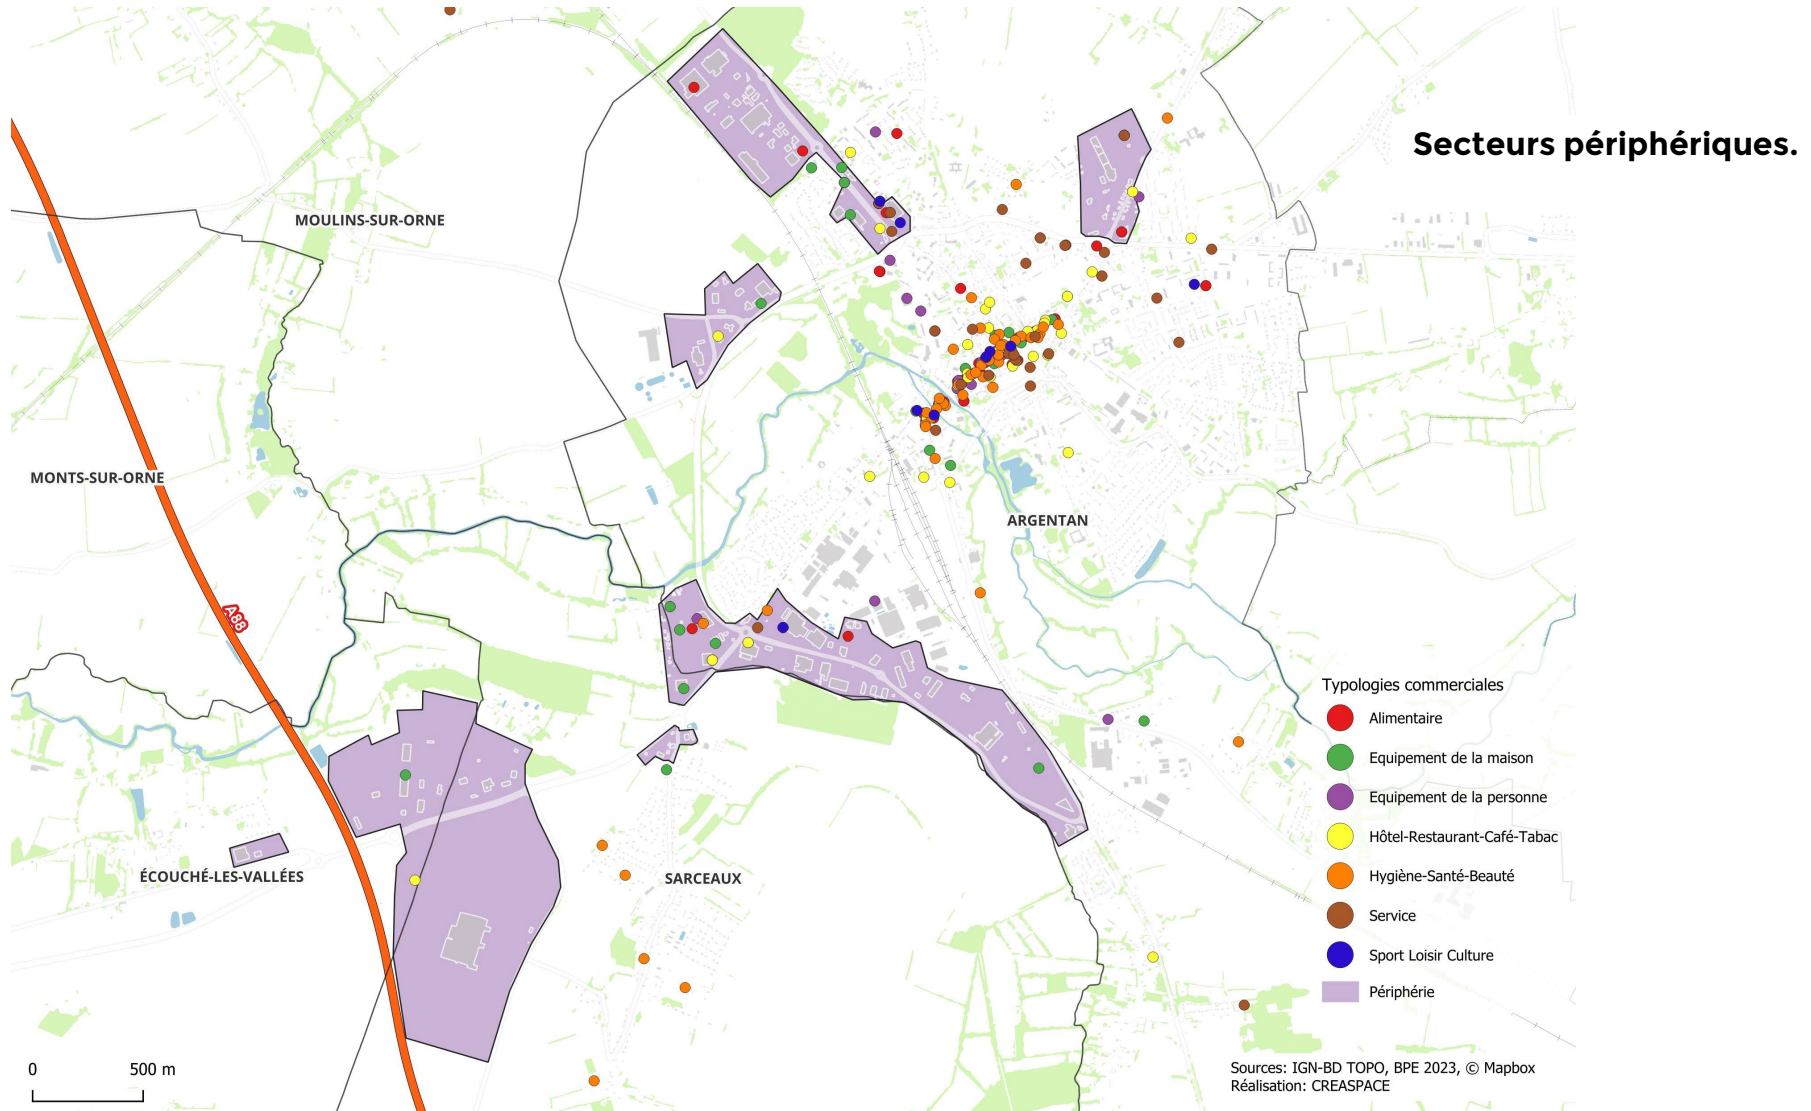 Secteurs périphériques.
MOULINS-SUR-ORNE
MONTS-SUR-ORNE
ARGENTAN
A88
ÉCOUCHÉ-LES-VALLÉES
SARCEAUX
Typologies commerciales
Alimentaire
Equipement de la maison
Equipement de la personne
Hôtel-Restaurant-Café-Tabac
Hygiène-Santé-Beauté
Service
Sport Loisir Culture
Périphérie
0 500 m
Sources: IGN-BD TOPO, BPE 2023, © Mapbox
Réalisation: CREASPACE